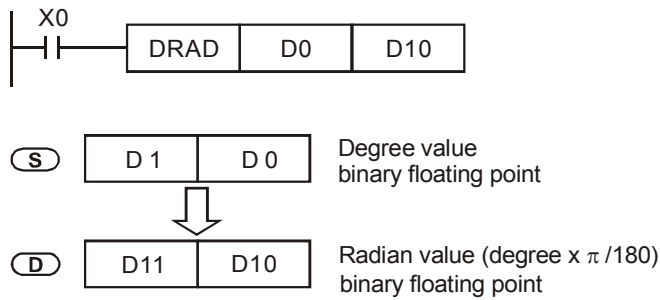 X0
DRAD D0 D10
S D 1 D 0 Degree value
binary floating point
D D11 D10 Radian value (degree x π /180)
binary floating point